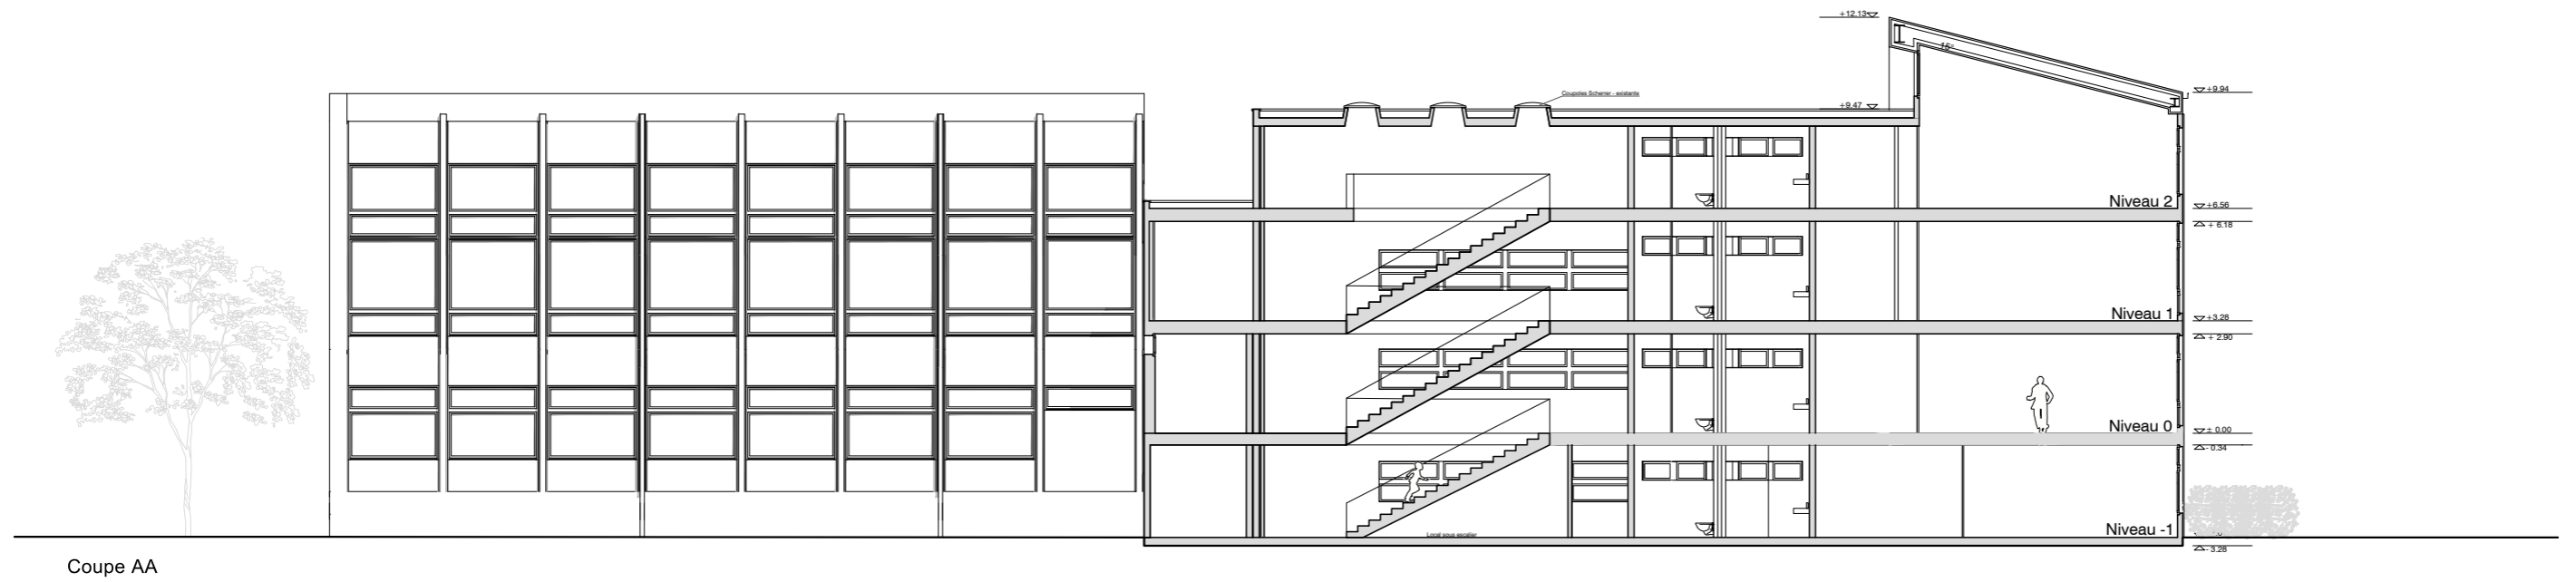 +12.13
15°
+9.94
Coupoles Scherrer - existante
+9.47
Niveau 2
+6.56
+ 6.18
Niveau 1
+3.28
+ 2.90
Niveau 0
± 0.00
- 0.34
Niveau -1
Local sous escalier
- 3.28
Coupe AA